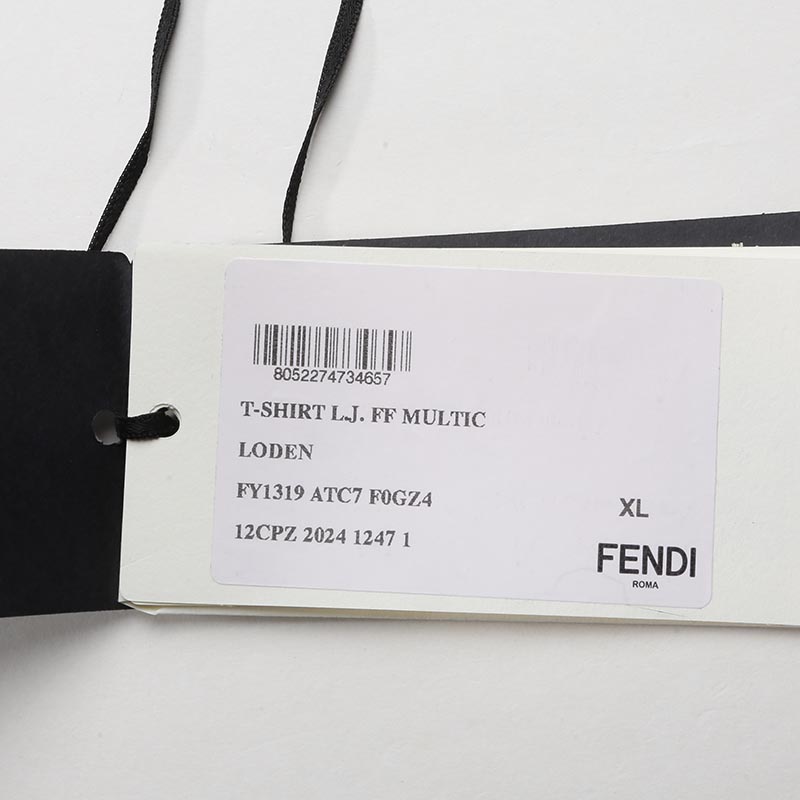 8052274734657
T-SHIRT L.J. FF MULTIC
LODEN
FY1319 ATC7 F0GZ4
12CPZ 2024 1247 1
XL
FENDI
ROMA